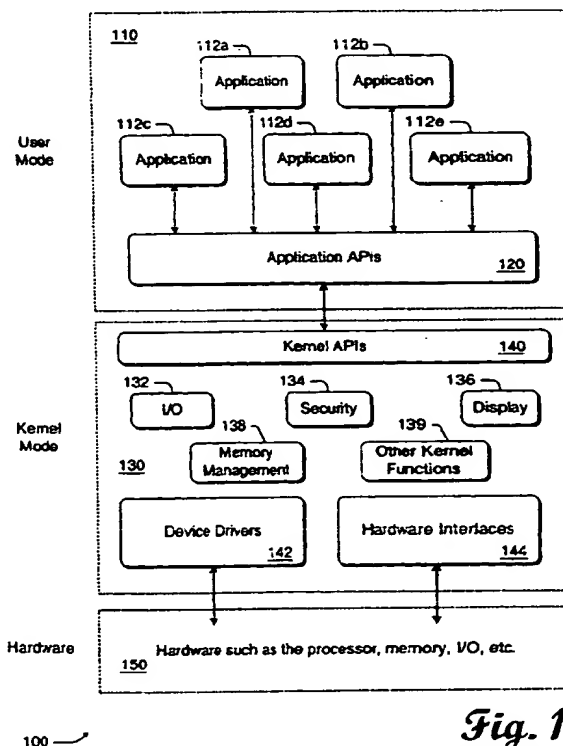 110
112a
112b
Application
Application
112c
112d
112e
User
Mode
Application
Application
Application
Application APIs
120
Kernel APIs
140
132
134
136
I/O
Security
Display
138
139
Kernel
Mode
130
Memory
Management
Other Kernel
Functions
Device Drivers
142
Hardware Interfaces
144
Hardware
150
Hardware such as the processor, memory, I/O, etc.
100
Fig. 1